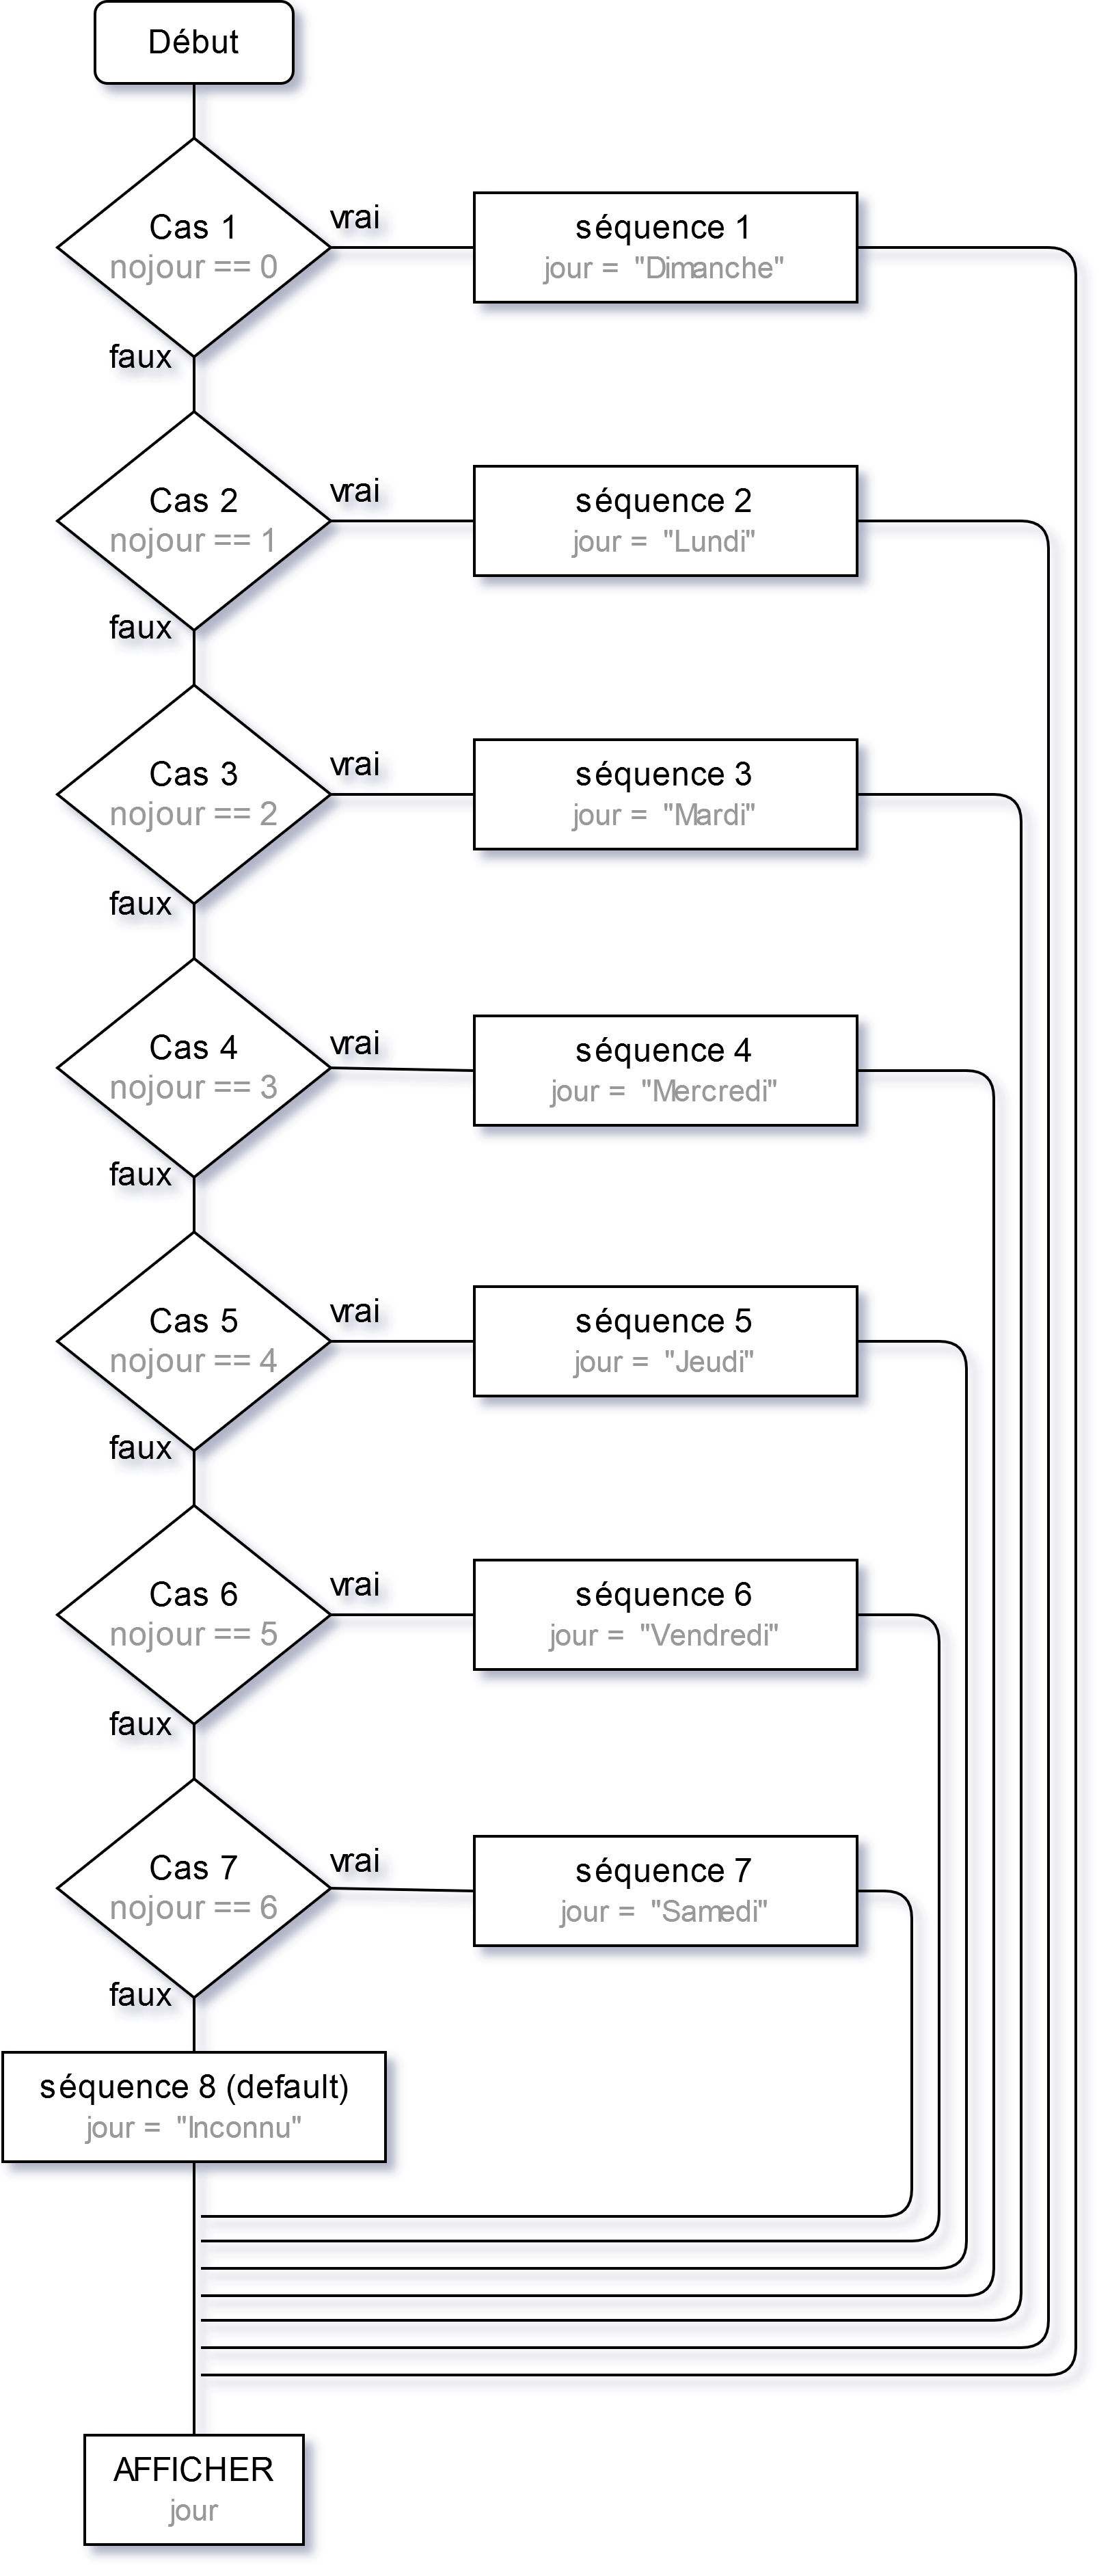 Début
Cas 1
nojour == 0
vrai
séquence 1
jour = "Dimanche"
faux
Cas 2
nojour == 1
vrai
séquence 2
jour = "Lundi"
faux
Cas 3
nojour == 2
vrai
séquence 3
jour = "Mardi"
faux
Cas 4
nojour == 3
vrai
séquence 4
jour = "Mercredi"
faux
Cas 5
nojour == 4
vrai
séquence 5
jour = "Jeudi"
faux
Cas 6
nojour == 5
vrai
séquence 6
jour = "Vendredi"
faux
Cas 7
nojour == 6
vrai
séquence 7
jour = "Samedi"
faux
séquence 8 (default)
jour = "Inconnu"
AFFICHER
jour